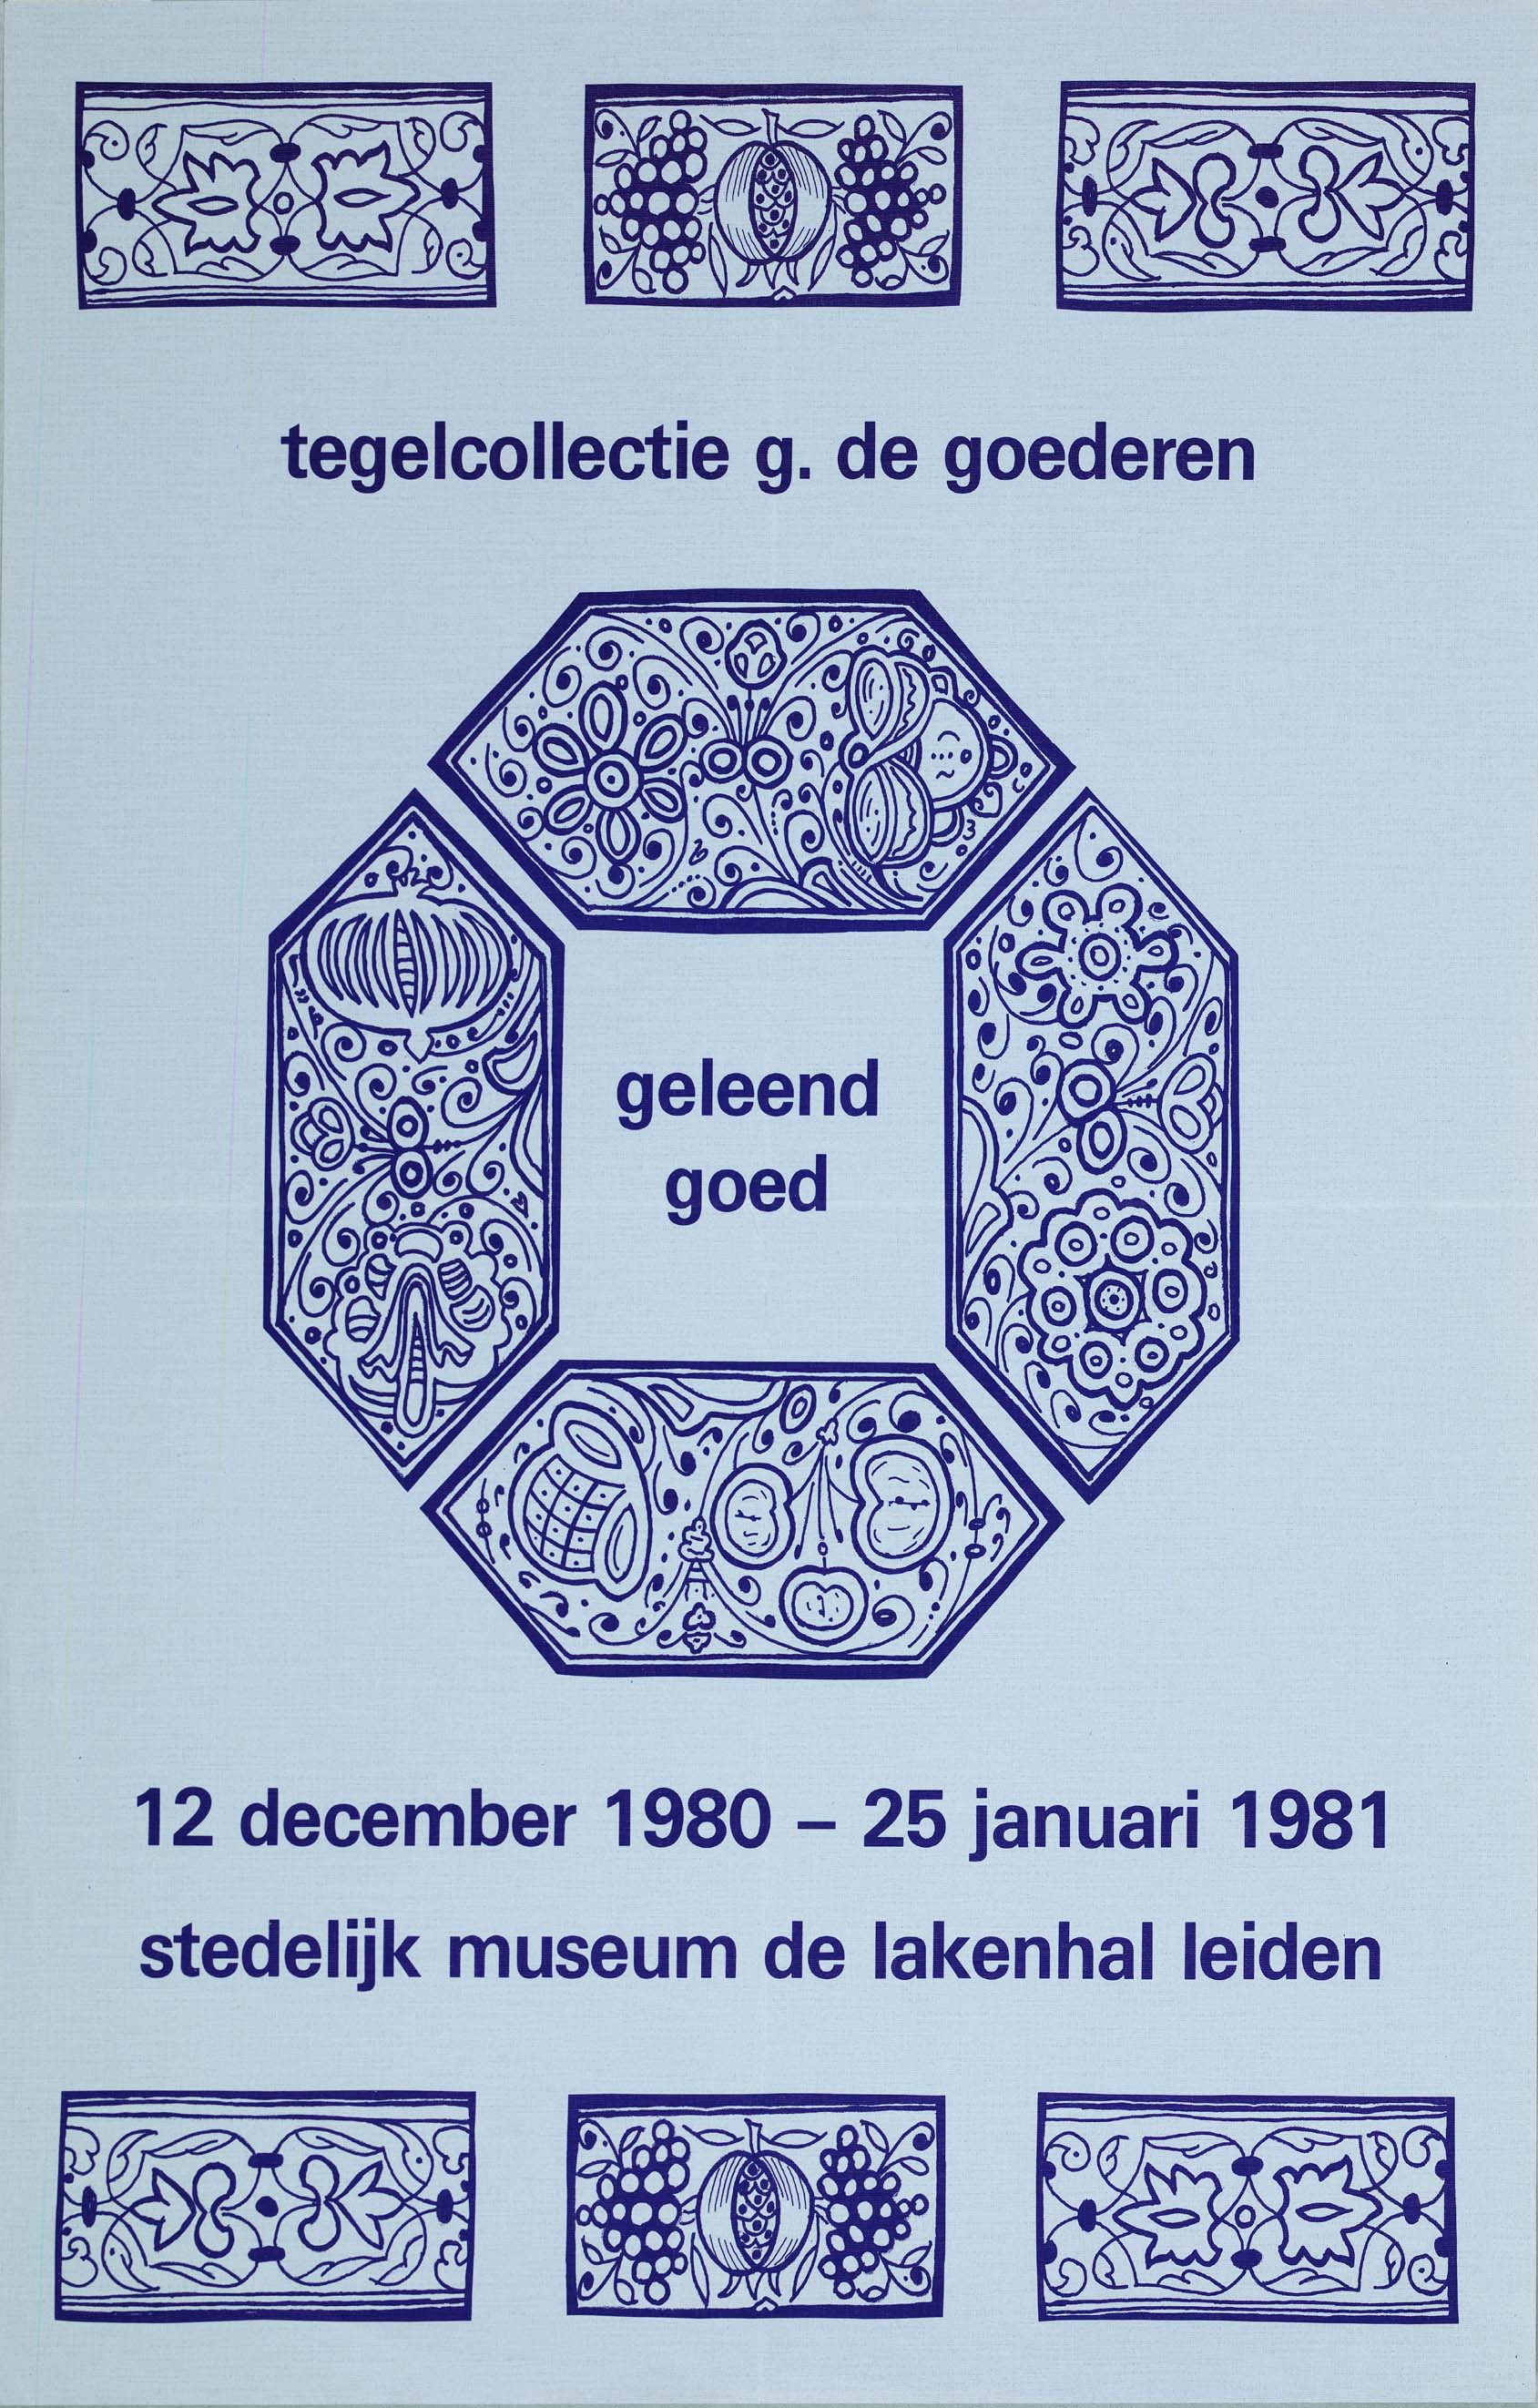 tegelcollectie g. de goederen
geleend
goed
12 december 1980 – 25 januari 1981
stedelijk museum de lakenhal leiden